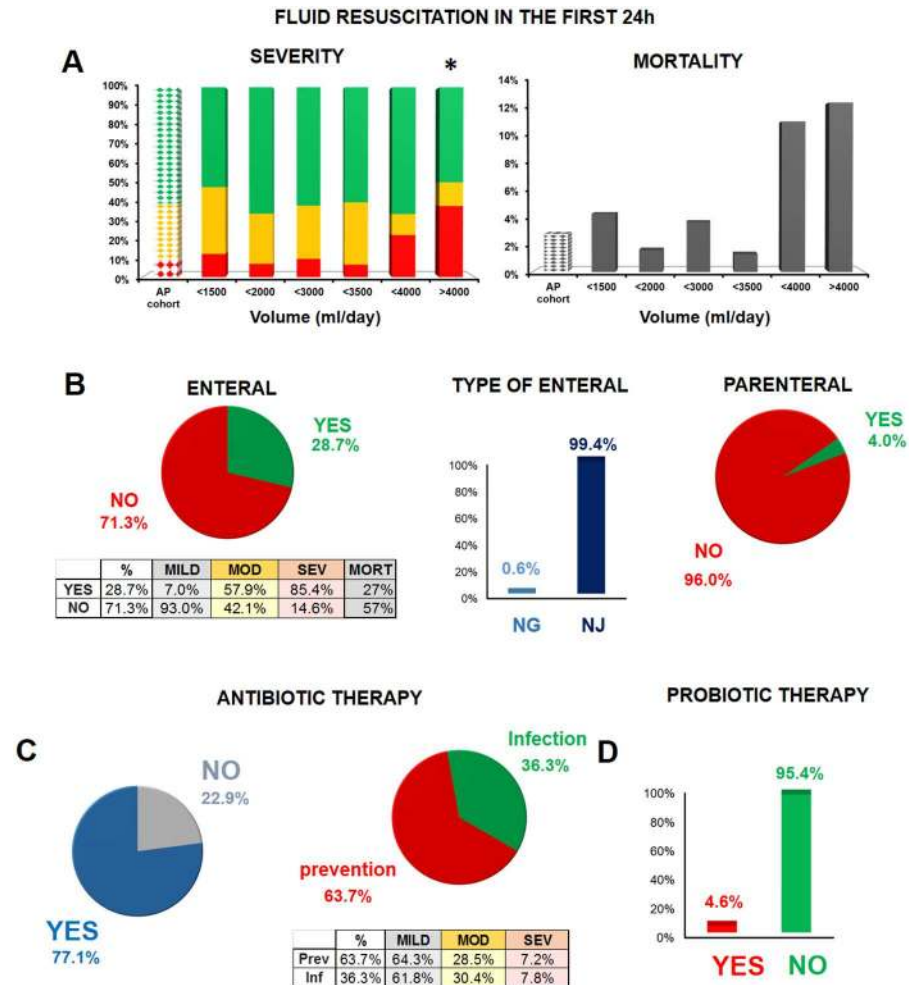 FLUID RESUSCITATION IN THE FIRST 24h
A
SEVERITY
*
100%
90%
80%
70%
60%
50%
40%
30%
20%
10%
0%
AP cohort
<1500
<2000
<3000
<3500
<4000
>4000
Volume (ml/day)
MORTALITY
14%
12%
10%
8%
6%
4%
2%
0%
AP cohort
<1500
<2000
<3000
<3500
<4000
>4000
Volume (ml/day)
B
ENTERAL
YES
28.7%
NO
71.3%
% MILD MOD SEV MORT
YES 28.7% 7.0% 57.9% 85.4% 27%
NO 71.3% 93.0% 42.1% 14.6% 57%
TYPE OF ENTERAL
99.4%
100%
80%
60%
40%
20%
0%
0.6%
NG NJ
PARENTERAL
YES
4.0%
NO
96.0%
ANTIBIOTIC THERAPY
C
NO
22.9%
YES
77.1%
Infection
36.3%
prevention
63.7%
% MILD MOD SEV
Prev 63.7% 64.3% 28.5% 7.2%
Inf 36.3% 61.8% 30.4% 7.8%
PROBIOTIC THERAPY
D
95.4%
100%
80%
60%
40%
20%
0%
4.6%
YES NO